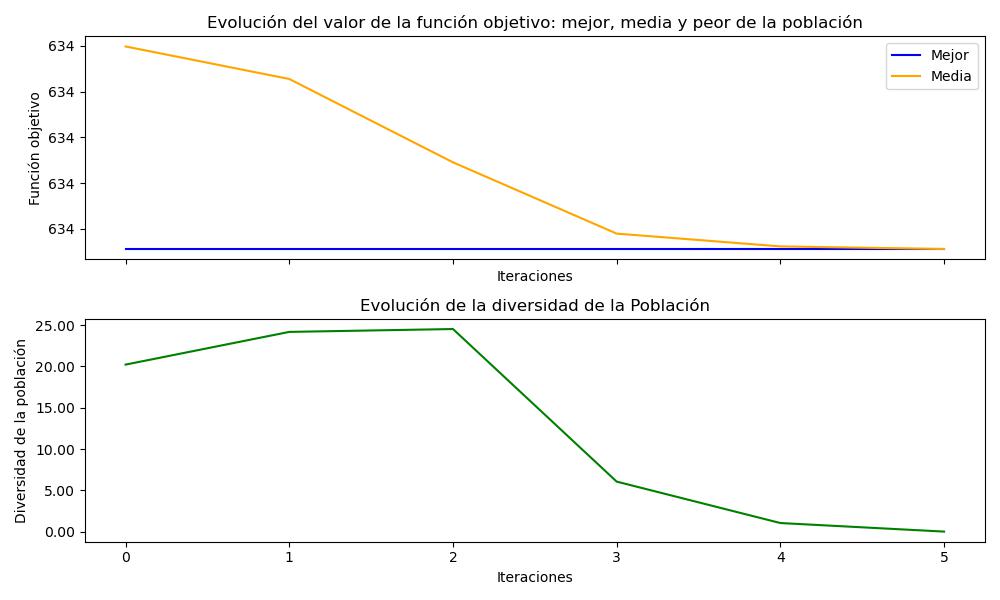 Evolución del valor de la función objetivo: mejor, media y peor de la población
634
634
634
634
634
Función objetivo
Mejor
Media
Iteraciones
Evolución de la diversidad de la Población
25.00
20.00
15.00
10.00
5.00
0.00
Diversidad de la población
0 1 2 3 4 5
Iteraciones